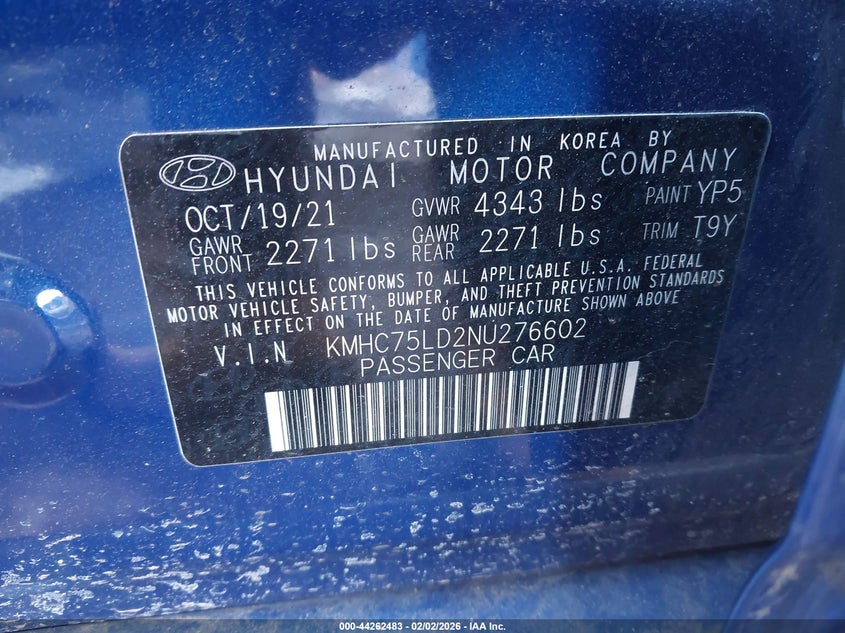 MANUFACTURED IN KOREA BY
HYUNDAI MOTOR COMPANY
OCT/19/21 GVWR 4343 lbs PAINT YP5
GAWR FRONT 2271 lbs GAWR REAR 2271 lbs TRIM T9Y
THIS VEHICLE CONFORMS TO ALL APPLICABLE U.S.A. FEDERAL
MOTOR VEHICLE SAFETY, BUMPER, AND THEFT PREVENTION STANDARDS
IN EFFECT ON THE DATE OF MANUFACTURE SHOWN ABOVE
V.I.N KMHC75LD2NU276602
PASSENGER CAR
000-44262483 - 02/02/2026 - IAA Inc.